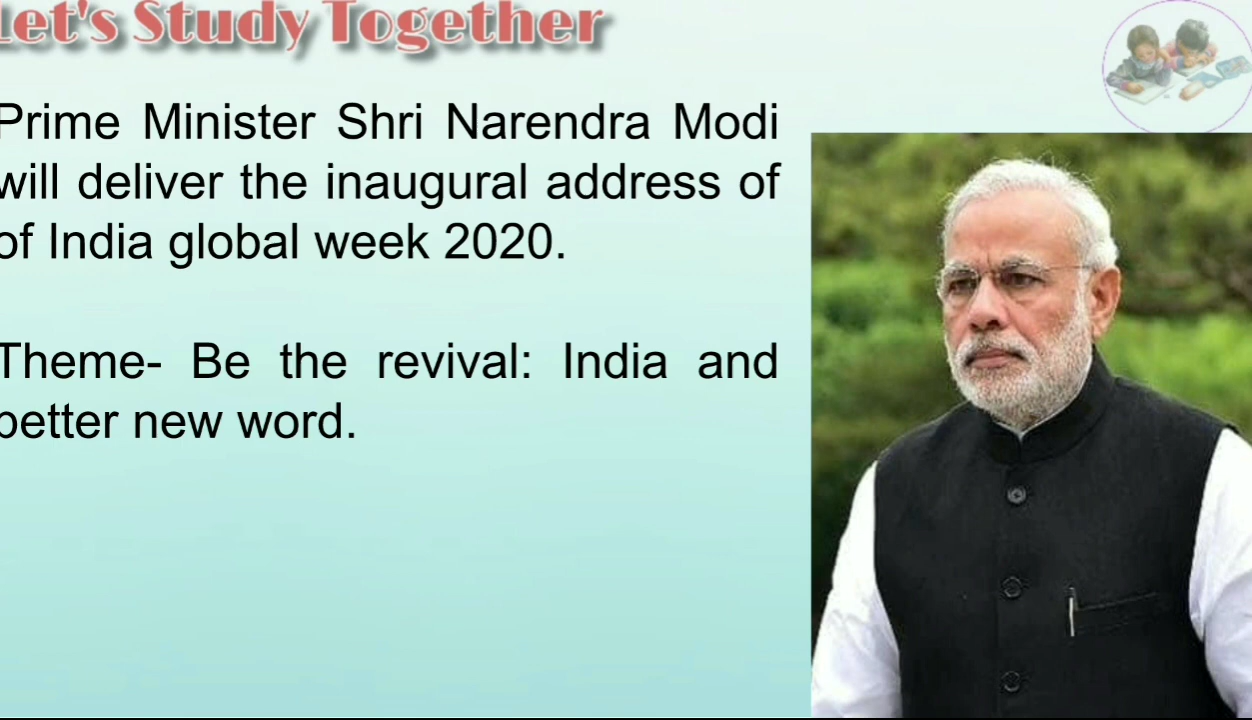 Let's Study Together
Prime Minister Shri Narendra Modi
will deliver the inaugural address of
of India global week 2020.
Theme- Be the revival: India and
better new word.